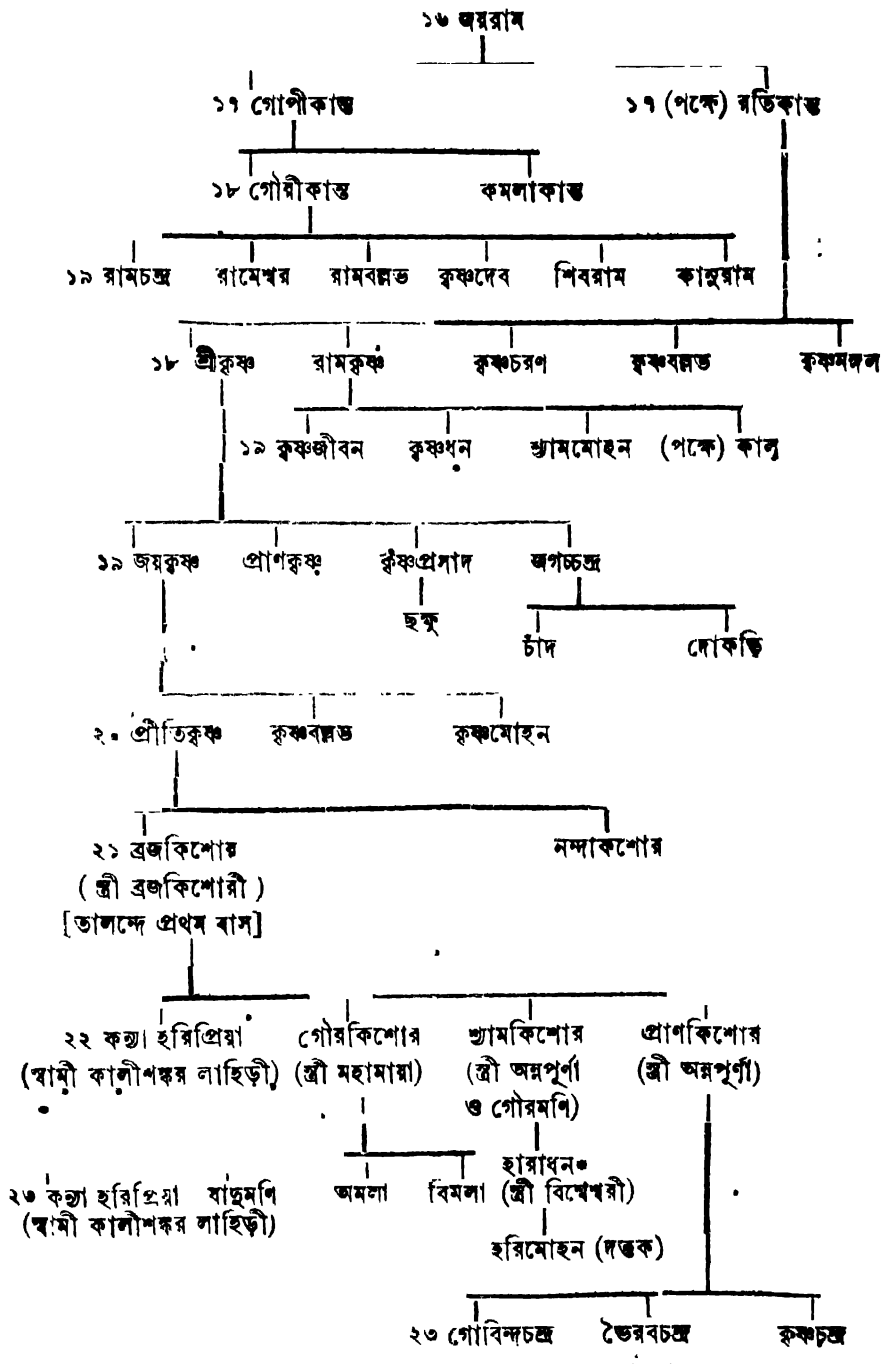 ১৬ জয়রাম
১৭ গোপীকান্ত ১৭ (পক্ষে) রতিকান্ত
১৮ গৌরীকান্ত কমলাকান্ত
১৯ রামচন্দ্র রামেশ্বর রামবল্লভ কৃষ্ণদেব শিবরাম কানুরাম
১৮ শ্রীকৃষ্ণ রামকৃষ্ণ কৃষ্ণচরণ কৃষ্ণবল্লভ কৃষ্ণমঙ্গল
১৯ কৃষ্ণজীবন কৃষ্ণধন শ্যামমোহন (পক্ষে) কানু
১৯ জয়কৃষ্ণ প্রাণকৃষ্ণ কৃষ্ণপ্রসাদ জগচ্চন্দ্র
ছক্ষু
চাঁদ দোকড়ি
২০ প্রীতিকৃষ্ণ কৃষ্ণবল্লভ কৃষ্ণমোহন
২১ ব্রজকিশোর নন্দকিশোর
(স্ত্রী ব্রজকিশোরী)
[তালন্দে প্রথম বাস]
২২ কন্যা হরিপ্রিয়া গৌরকিশোর শ্যামকিশোর প্রাণকিশোর
(স্বামী কালীশঙ্কর লাহিড়ী) (স্ত্রী মহামায়া) (স্ত্রী অন্নপূর্ণা (স্ত্রী অন্নপূর্ণা)
ও গৌরমণি)
হারাধন*
২৩ কন্যা হরিপ্রিয়া যাদুমণি অমলা বিমলা (স্ত্রী বিশ্বেশ্বরী)
(স্বামী কালীশঙ্কর লাহিড়ী)
হরিমোহন (দত্তক)
২৩ গোবিন্দচন্দ্র ভৈরবচন্দ্র কৃষ্ণচন্দ্র